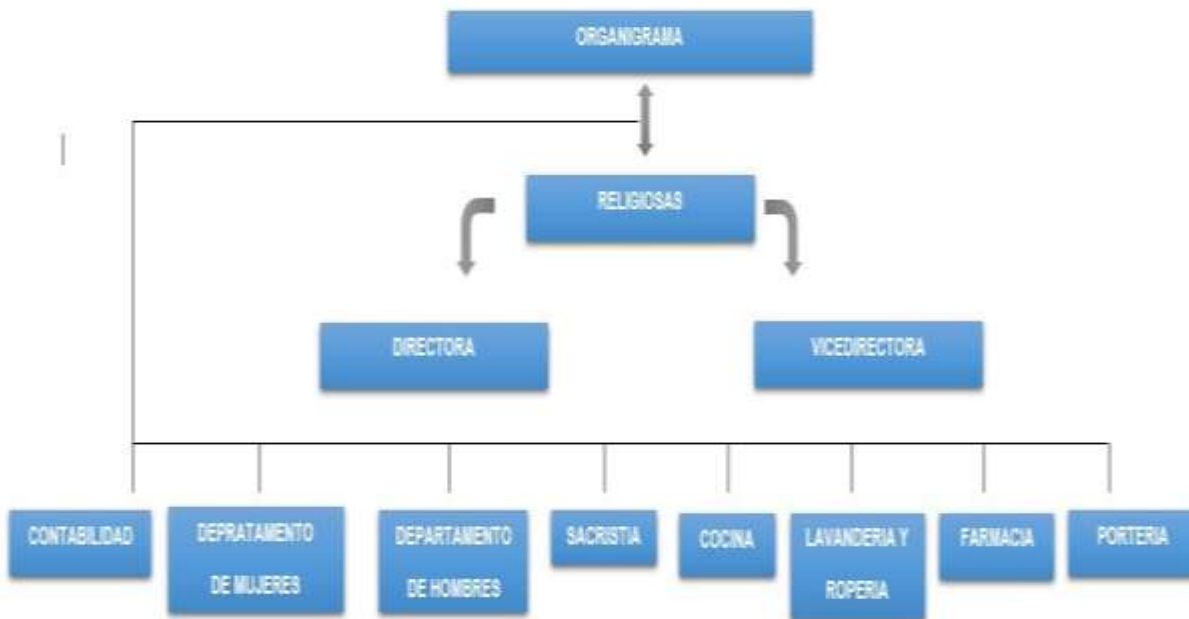 ORGANIGRAMA
RELIGIOSAS
DIRECTORA
VICEDIRECTORA
CONTABILIDAD
DEPRATAMENTO
DE MUJERES
DEPARTAMENTO
DE HOMBRES
SACRISTIA
COCINA
LAVANDERIA Y
ROPERIA
FARMACIA
PORTERIA